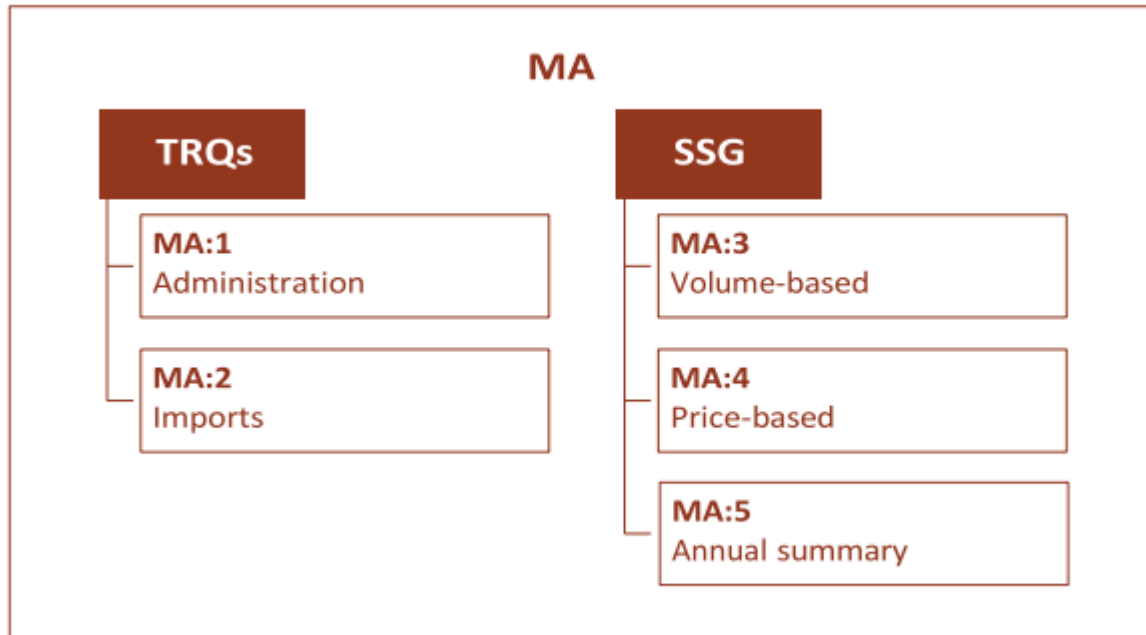 MA
TRQs
MA:1
Administration
MA:2
Imports
SSG
MA:3
Volume-based
MA:4
Price-based
MA:5
Annual summary